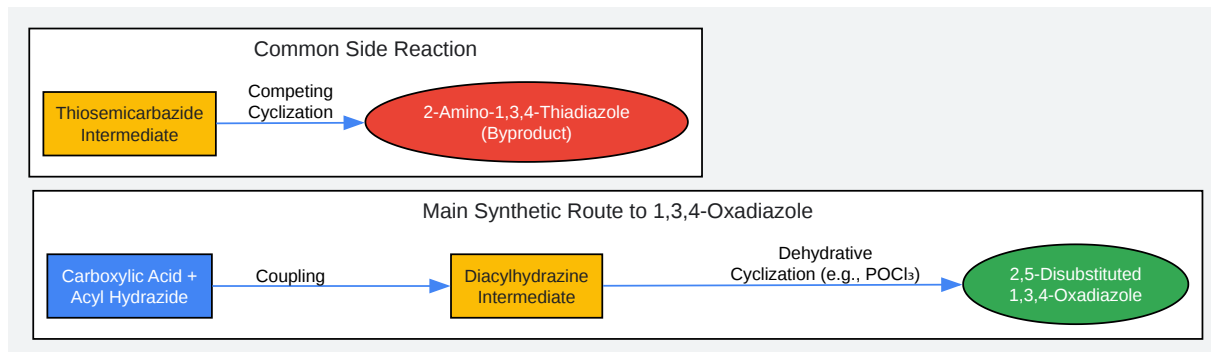 Common Side Reaction
Thiosemicarbazide
Intermediate
Competing
Cyclization
2-Amino-1,3,4-Thiadiazole
(Byproduct)
Main Synthetic Route to 1,3,4-Oxadiazole
Carboxylic Acid +
Acyl Hydrazide
Coupling
Diacylhydrazine
Intermediate
Dehydrative
Cyclization (e.g., POCl₃)
2,5-Disubstituted
1,3,4-Oxadiazole